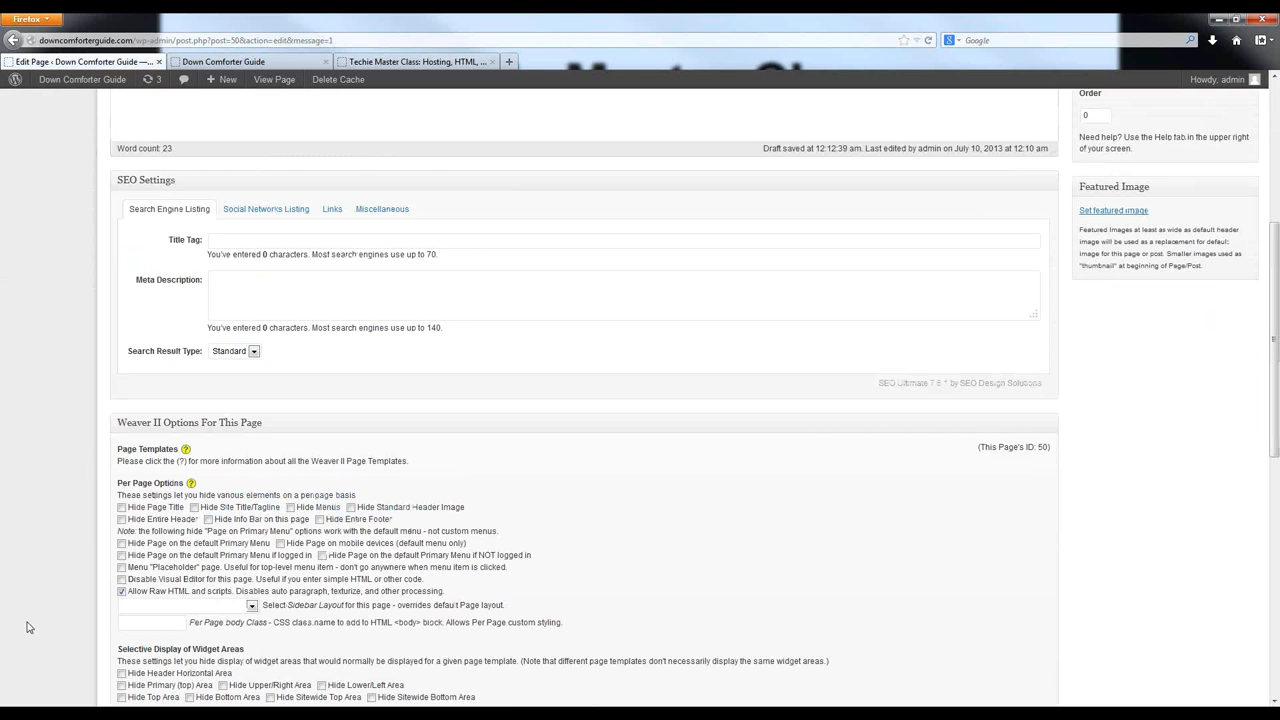 Firefox
downcomforterguide.com/wp-admin/post.php?post=50&action=edit&message=1
Google
Edit Page ‹ Down Comforter Guide —...
Down Comforter Guide
Techie Master Class: Hosting, HTML, ...
Down Comforter Guide
3
New
View Page
Delete Cache
Howdy, admin
Order
0
Need help? Use the Help tab in the upper right
of your screen.
Word count: 23
Draft saved at 12:12:39 am. Last edited by admin on July 10, 2013 at 12:10 am
SEO Settings
Featured Image
Search Engine Listing
Social Networks Listing
Links
Miscellaneous
Set featured image
Featured Images at least as wide as default header
image will be used as a replacement for default
image for this page or post. Smaller images used as
"thumbnail" at beginning of Page/Post.
Title Tag:
You've entered 0 characters. Most search engines use up to 70.
Meta Description:
You've entered 0 characters. Most search engines use up to 140.
Search Result Type:
Standard
SEO Ultimate by SEO Design Solutions
Weaver II Options For This Page
Page Templates
(This Page's ID: 50)
Please click the (?) for more information about all the Weaver II Page Templates.
Per Page Options
These settings let you hide various elements on a per page basis
Hide Page Title Hide Site Title/Tagline Hide Menus Hide Standard Header Image
Hide Entire Header Hide Info Bar on this page Hide Entire Footer
Note: the following hide "Page on Primary Menu" options work with the default menu - not custom menus.
Hide Page on the default Primary Menu Hide Page on mobile devices (default menu only)
Hide Page on the default Primary Menu if logged in Hide Page on the default Primary Menu if NOT logged in
Menu "Placeholder" page. Useful for top-level menu item - don't go anywhere when menu item is clicked.
Disable Visual Editor for this page. Useful if you enter simple HTML or other code.
Allow Raw HTML and scripts. Disables auto paragraph, texturize, and other processing.
Select Sidebar Layout for this page - overrides default Page layout.
Per Page body Class - CSS class name to add to HTML <body> block. Allows Per Page custom styling.
Selective Display of Widget Areas
These settings let you hide display of widget areas that would normally be displayed for a given page template. (Note that different page templates don't necessarily display the same widget areas.)
Hide Header Horizontal Area
Hide Primary (top) Area Hide Upper/Right Area Hide Lower/Left Area
Hide Top Area Hide Bottom Area Hide Sitewide Top Area Hide Sitewide Bottom Area